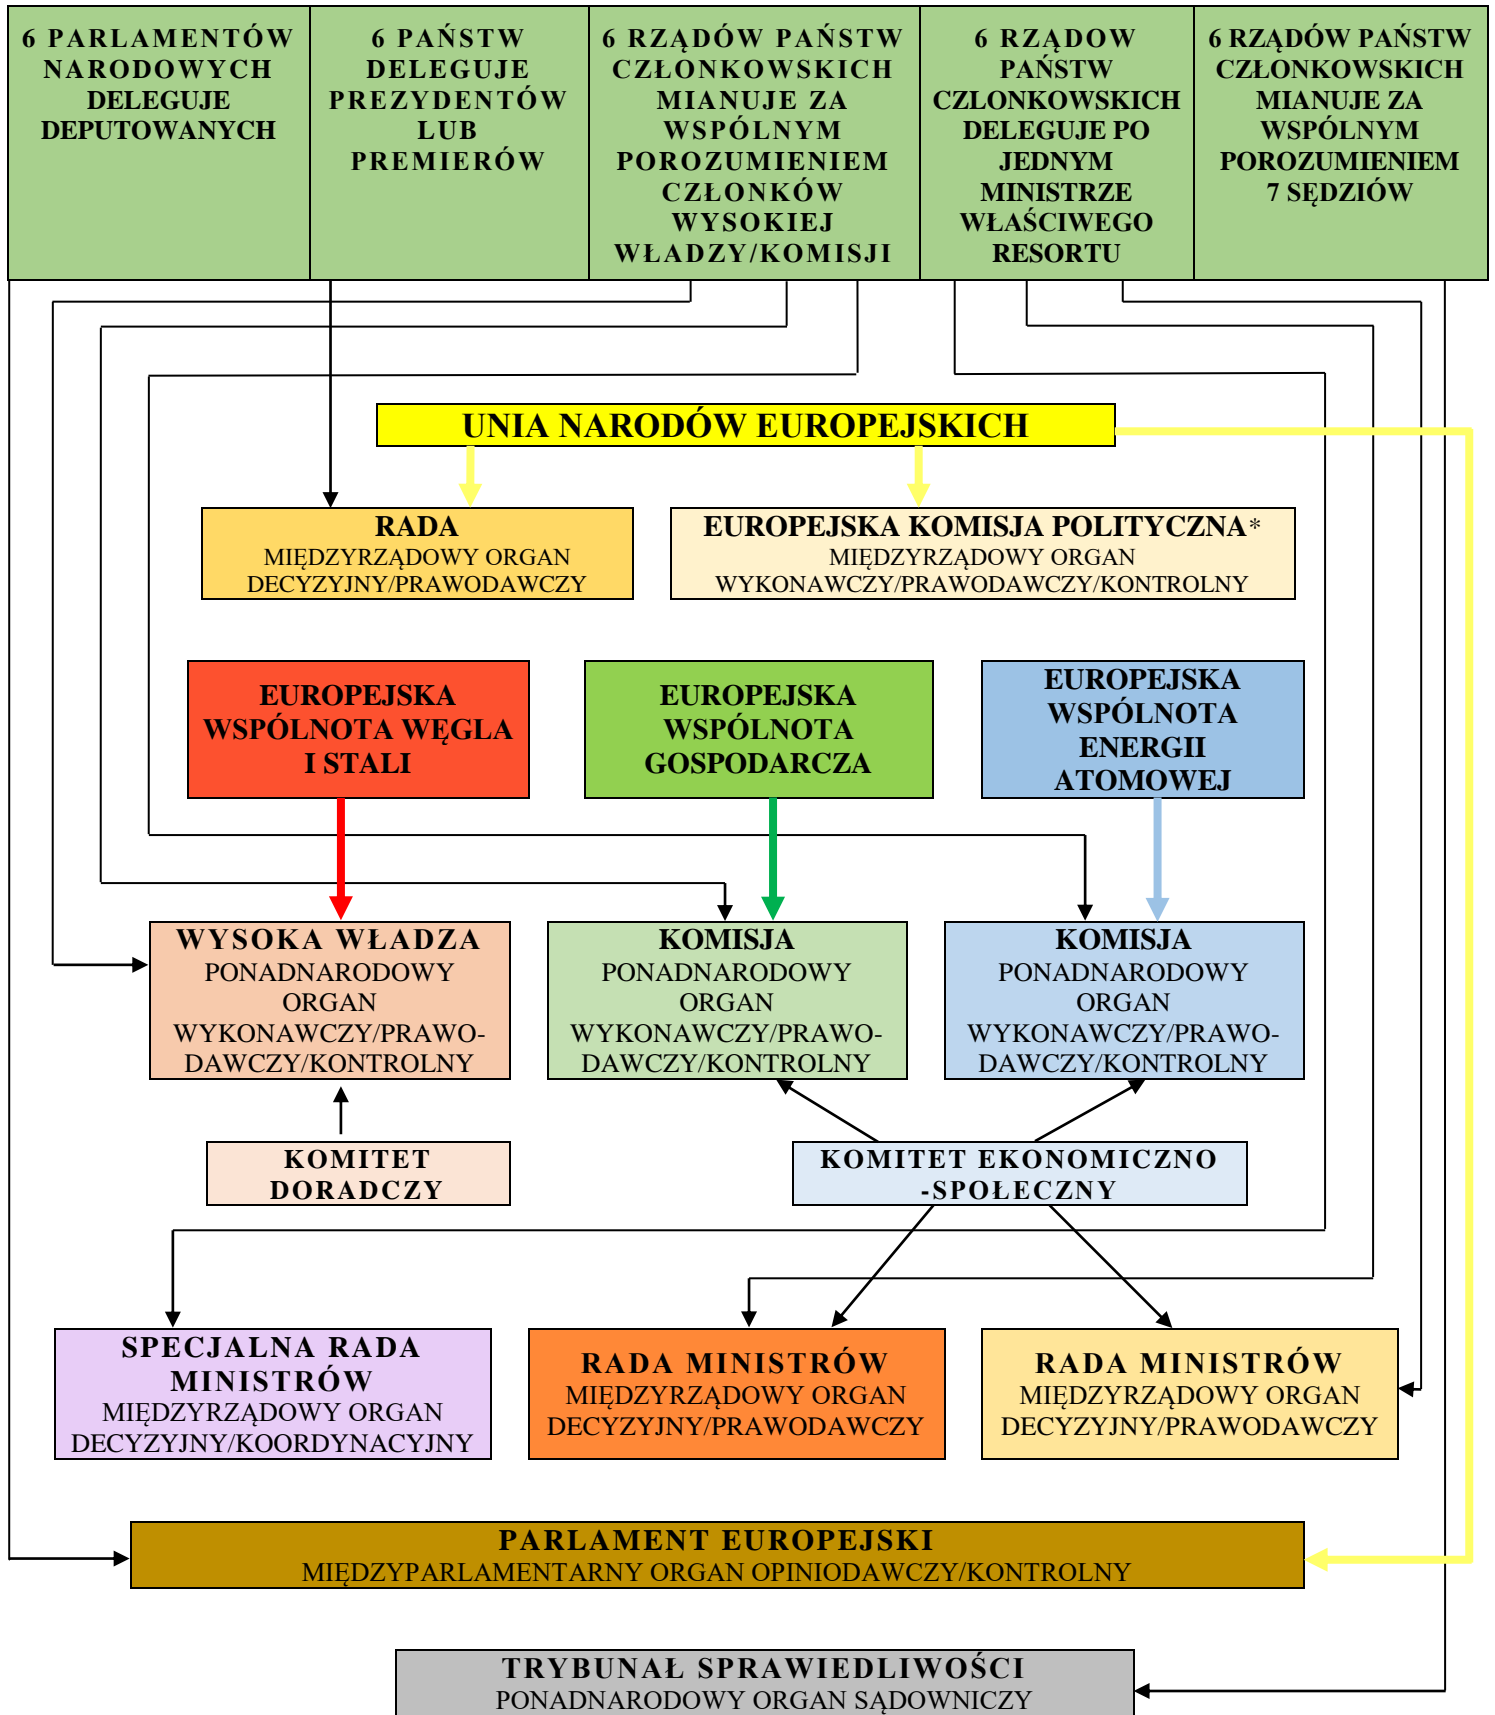 6 PARLAMENTÓW
NARODOWYCH
DELEGUJE
DEPUTOWANYCH
6 PAŃSTW
DELEGUJE
PREZYDENTÓW
LUB
PREMIERÓW
6 RZĄDÓW PAŃSTW
CZŁONKOWSKICH
MIANUJE ZA
WSPÓLNYM
POROZUMIENIEM
CZŁONKÓW
WYSOKIEJ
WŁADZY/KOMISJI
6 RZĄDOW
PAŃSTW
CZLONKOWSKICH
DELEGUJE PO
JEDNYM
MINISTRZE
WŁAŚCIWEGO
RESORTU
6 RZĄDÓW PAŃSTW
CZŁONKOWSKICH
MIANUJE ZA
WSPÓLNYM
POROZUMIENIEM
7 SĘDZIÓW
UNIA NARODÓW EUROPEJSKICH
RADA
MIĘDZYRZĄDOWY ORGAN
DECYZYJNY/PRAWODAWCZY
EUROPEJSKA KOMISJA POLITYCZNA*
MIĘDZYRZĄDOWY ORGAN
WYKONAWCZY/PRAWODAWCZY/KONTROLNY
EUROPEJSKA
WSPÓLNOTA WĘGLA
I STALI
EUROPEJSKA
WSPÓLNOTA
GOSPODARCZA
EUROPEJSKA
WSPÓLNOTA
ENERGII
ATOMOWEJ
WYSOKA WŁADZA
PONADNARODOWY
ORGAN
WYKONAWCZY/PRAWO-
DAWCZY/KONTROLNY
KOMISJA
PONADNARODOWY
ORGAN
WYKONAWCZY/PRAWO-
DAWCZY/KONTROLNY
KOMISJA
PONADNARODOWY
ORGAN
WYKONAWCZY/PRAWO-
DAWCZY/KONTROLNY
KOMITET
DORADCZY
KOMITET EKONOMICZNO
-SPOŁECZNY
SPECJALNA RADA
MINISTRÓW
MIĘDZYRZĄDOWY ORGAN
DECYZYJNY/KOORDYNACYJNY
RADA MINISTRÓW
MIĘDZYRZĄDOWY ORGAN
DECYZYJNY/PRAWODAWCZY
RADA MINISTRÓW
MIĘDZYRZĄDOWY ORGAN
DECYZYJNY/PRAWODAWCZY
PARLAMENT EUROPEJSKI
MIĘDZYPARLAMENTARNY ORGAN OPINIODAWCZY/KONTROLNY
TRYBUNAŁ SPRAWIEDLIWOŚCI
PONADNARODOWY ORGAN SĄDOWNICZY